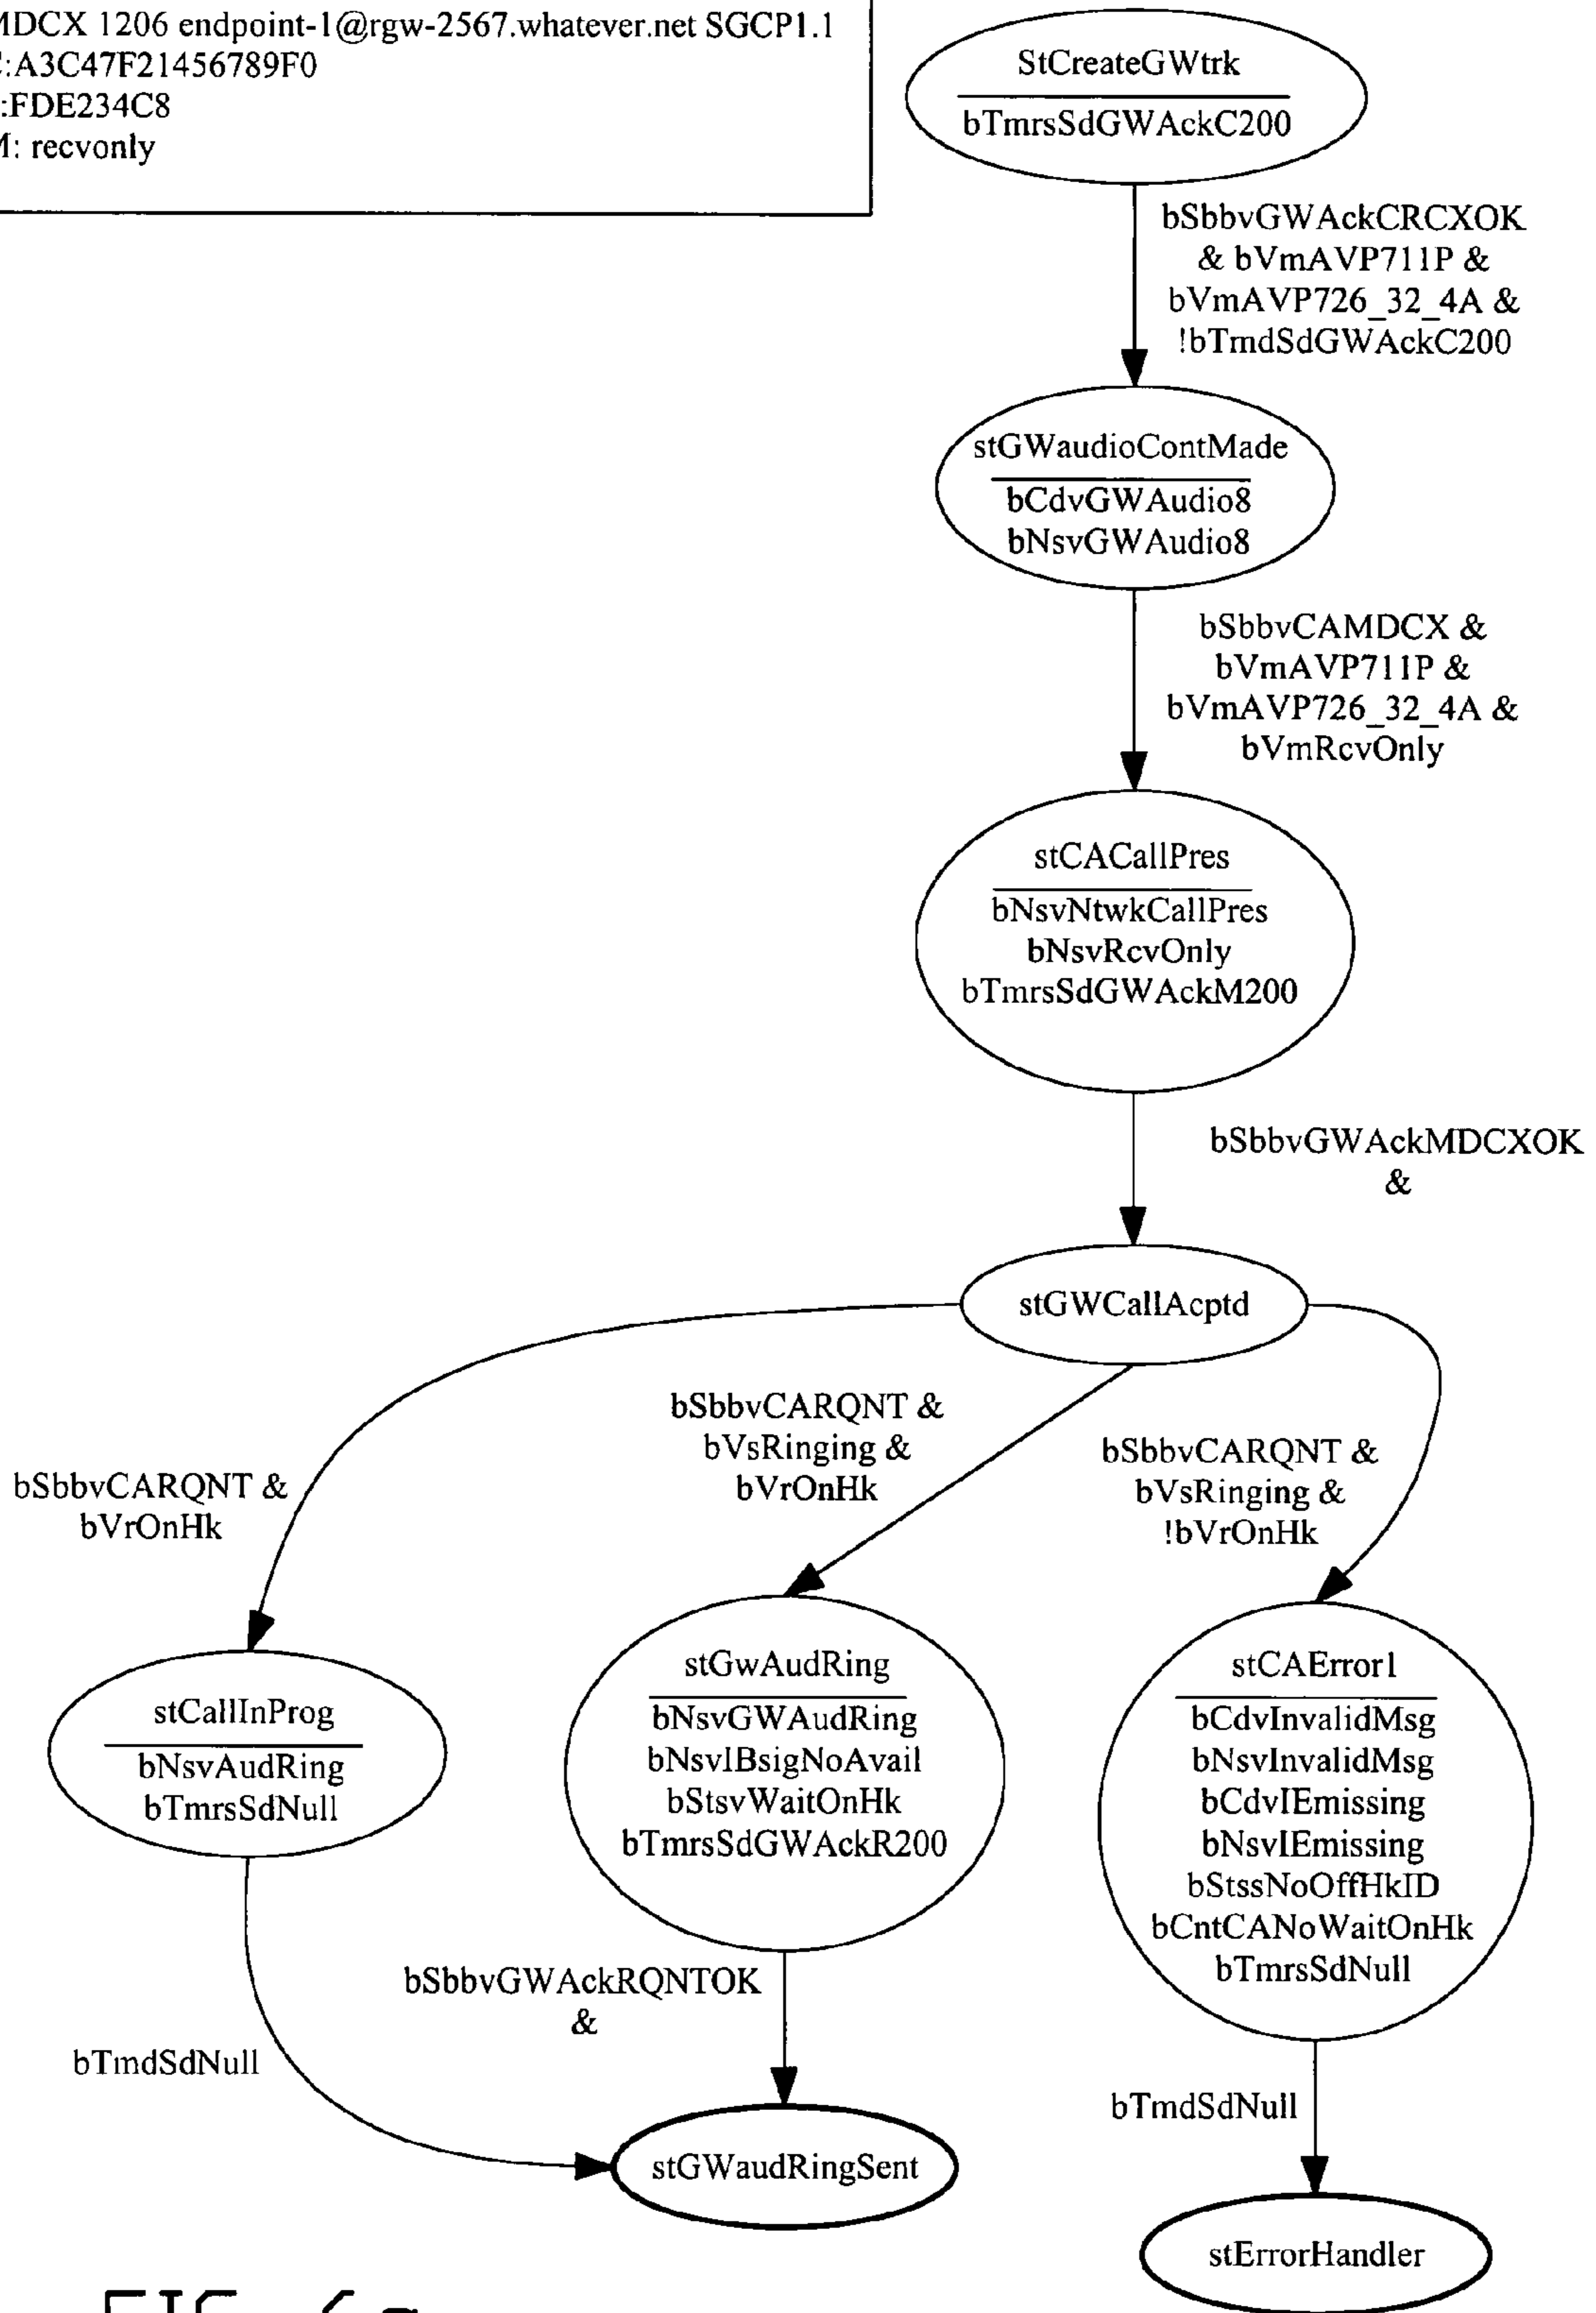 MDCX 1206 endpoint-1@rgw-2567.whatever.net SGCP1.1
:A3C47F21456789F0
:FDE234C8
M: recvonly
StCreateGWtrk
bTmrsSdGWAckC200
bSbbvGWAckCRCXOK
& bVmAVP711P &
bVmAVP726_32_4A &
!bTmdSdGWAckC200
stGWaudioContMade
bCdvGWAudio8
bNsvGWAudio8
bSbbvCAMDCX &
bVmAVP711P &
bVmAVP726_32_4A &
bVmRcvOnly
stCACallPres
bNsvNtwkCallPres
bNsvRcvOnly
bTmrsSdGWAckM200
bSbbvGWAckMDCXOK
&
stGWCallAcptd
bSbbvCARQNT &
bVrOnHk
bSbbvCARQNT &
bVsRinging &
bVrOnHk
bSbbvCARQNT &
bVsRinging &
!bVrOnHk
stCallInProg
bNsvAudRing
bTmrsSdNull
stGwAudRing
bNsvGWAudRing
bNsvIBsigNoAvail
bStsvWaitOnHk
bTmrsSdGWAckR200
stCAError1
bCdvInvalidMsg
bNsvInvalidMsg
bCdvIEmissing
bNsvIEmissing
bStssNoOffHkID
bCntCANoWaitOnHk
bTmrsSdNull
bTmdSdNull
bSbbvGWAckRQNTOK
&
bTmdSdNull
stGWaudRingSent
stErrorHandler